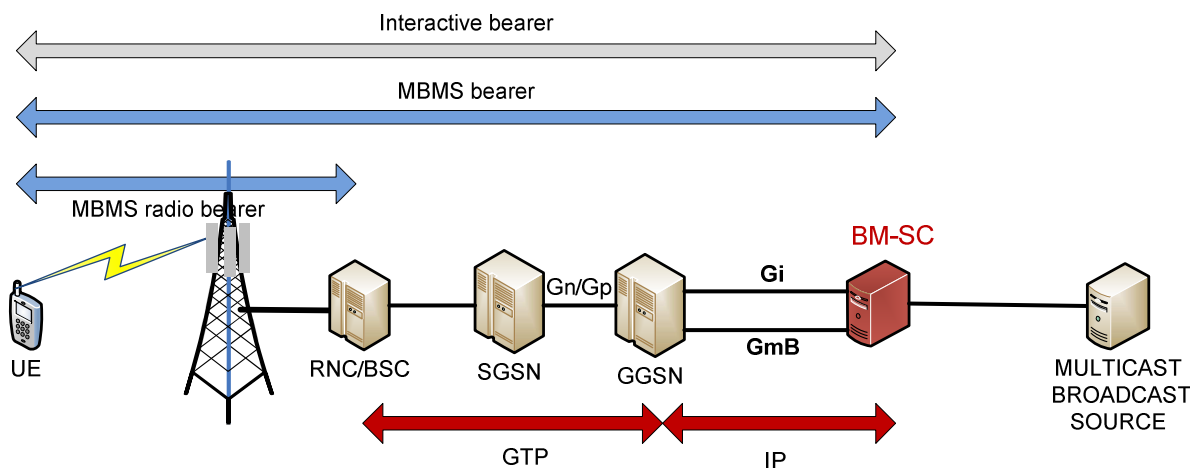 Interactive bearer
MBMS bearer
MBMS radio bearer
BM-SC
Gn/Gp
Gi
GmB
UE
RNC/BSC
SGSN
GGSN
MULTICAST
BROADCAST
SOURCE
GTP
IP